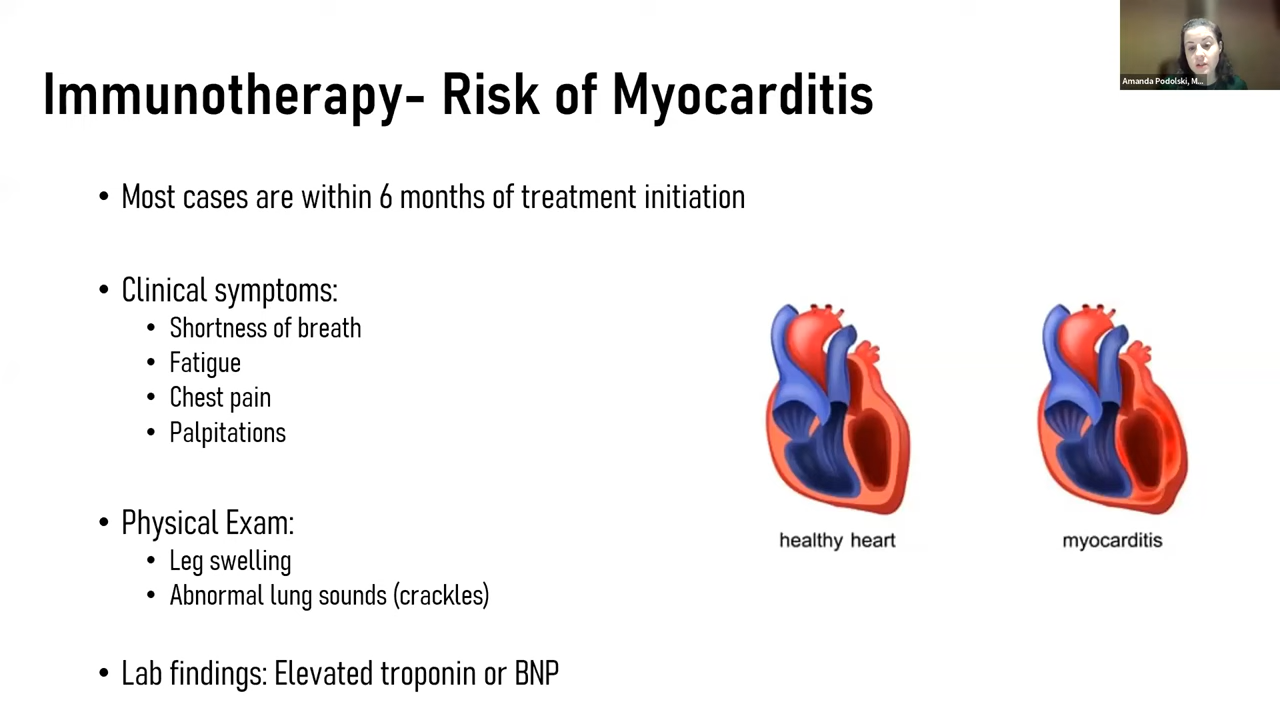 Immunotherapy- Risk of Myocarditis
Amanda Podolski, M...
• Most cases are within 6 months of treatment initiation
• Clinical symptoms:
• Shortness of breath
• Fatigue
• Chest pain
• Palpitations
• Physical Exam:
• Leg swelling
• Abnormal lung sounds (crackles)
• Lab findings: Elevated troponin or BNP
healthy heart
myocarditis